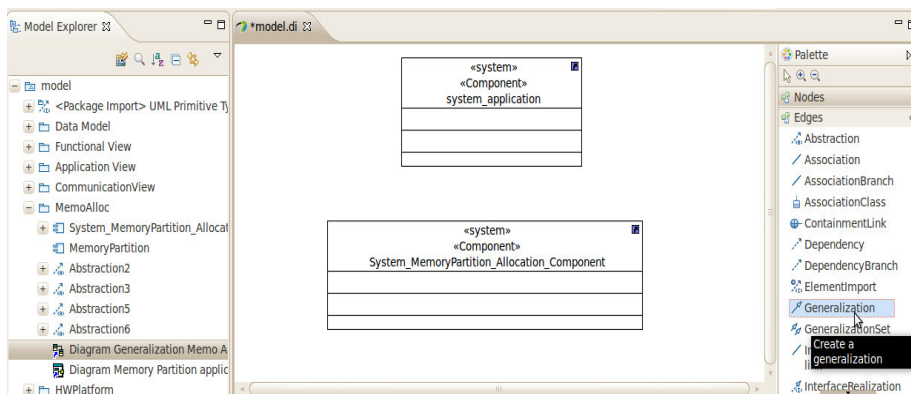 Model Explorer
model
<Package Import> UML Primitive Ty
Data Model
Functional View
Application View
CommunicationView
MemoAlloc
System_MemoryPartition_Allocat
MemoryPartition
Abstraction2
Abstraction3
Abstraction5
Abstraction6
Diagram Generalization Memo A
Diagram Memory Partition applic
HWPlatform
*model.di
«system»
«Component»
system_application
«system»
«Component»
System_MemoryPartition_Allocation_Component
Palette
Nodes
Edges
Abstraction
Association
AssociationBranch
AssociationClass
ContainmentLink
Dependency
DependencyBranch
ElementImport
Generalization
GeneralizationSet
Create a
generalization
InterfaceRealization